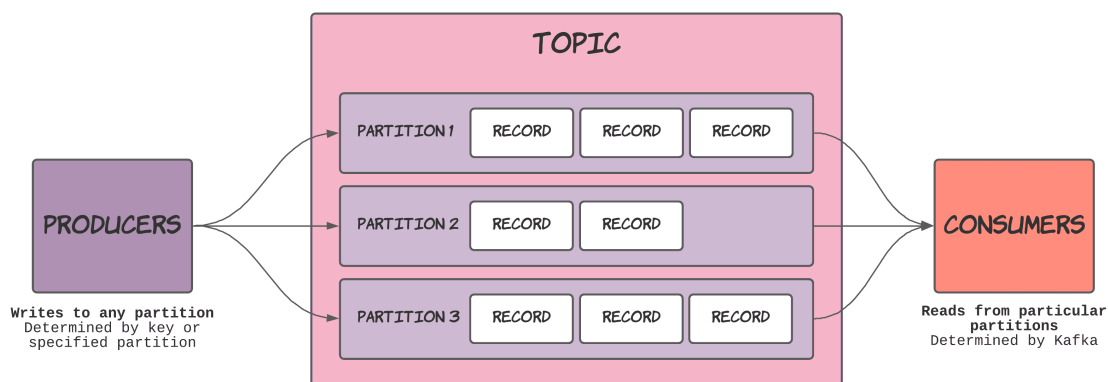 TOPIC
PARTITION 1 RECORD RECORD RECORD
PRODUCERS
PARTITION 2 RECORD RECORD
CONSUMERS
Writes to any partition
Determined by key or
specified partition
PARTITION 3 RECORD RECORD RECORD
Reads from particular
partitions
Determined by Kafka